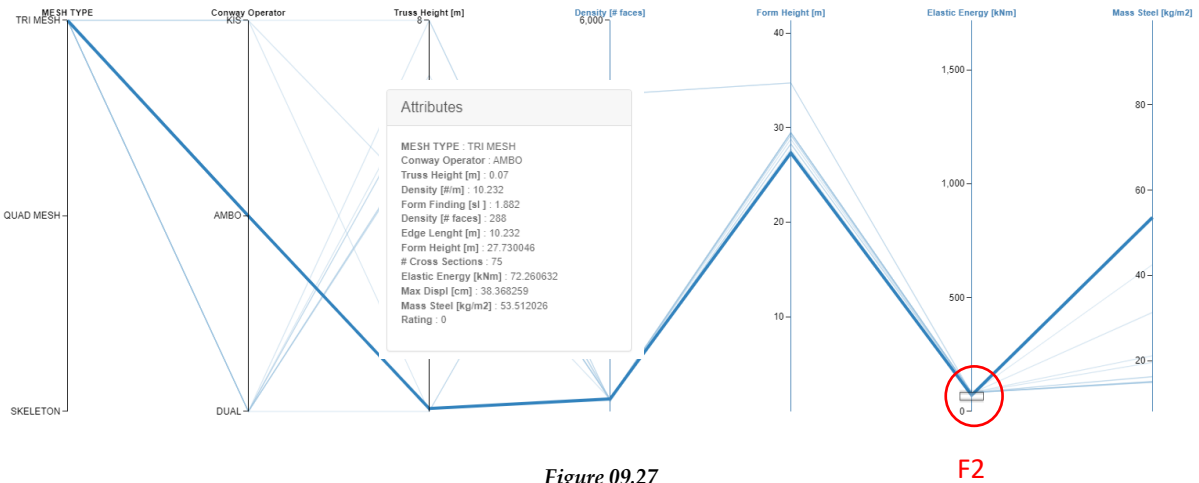 MESH TYPE
Conway Operator
Truss Height [m]
Density [# faces]
Form Height [m]
Elastic Energy [kNm]
Mass Steel [kg/m2]
TRI MESH
QUAD MESH
SKELETON
KIS
AMBO
DUAL
8
6,000
40
30
20
10
1,500
1,000
500
0
80
60
40
20
Attributes
MESH TYPE : TRI MESH
Conway Operator : AMBO
Truss Height [m] : 0.07
Density [#/m] : 10.232
Form Finding [sl ] : 1.882
Density [# faces] : 288
Edge Lenght [m] : 10.232
Form Height [m] : 27.730046
# Cross Sections : 75
Elastic Energy [kNm] : 72.260632
Max Displ [cm] : 38.368259
Mass Steel [kg/m2] : 53.512026
Rating : 0
F2
Figure 09.27